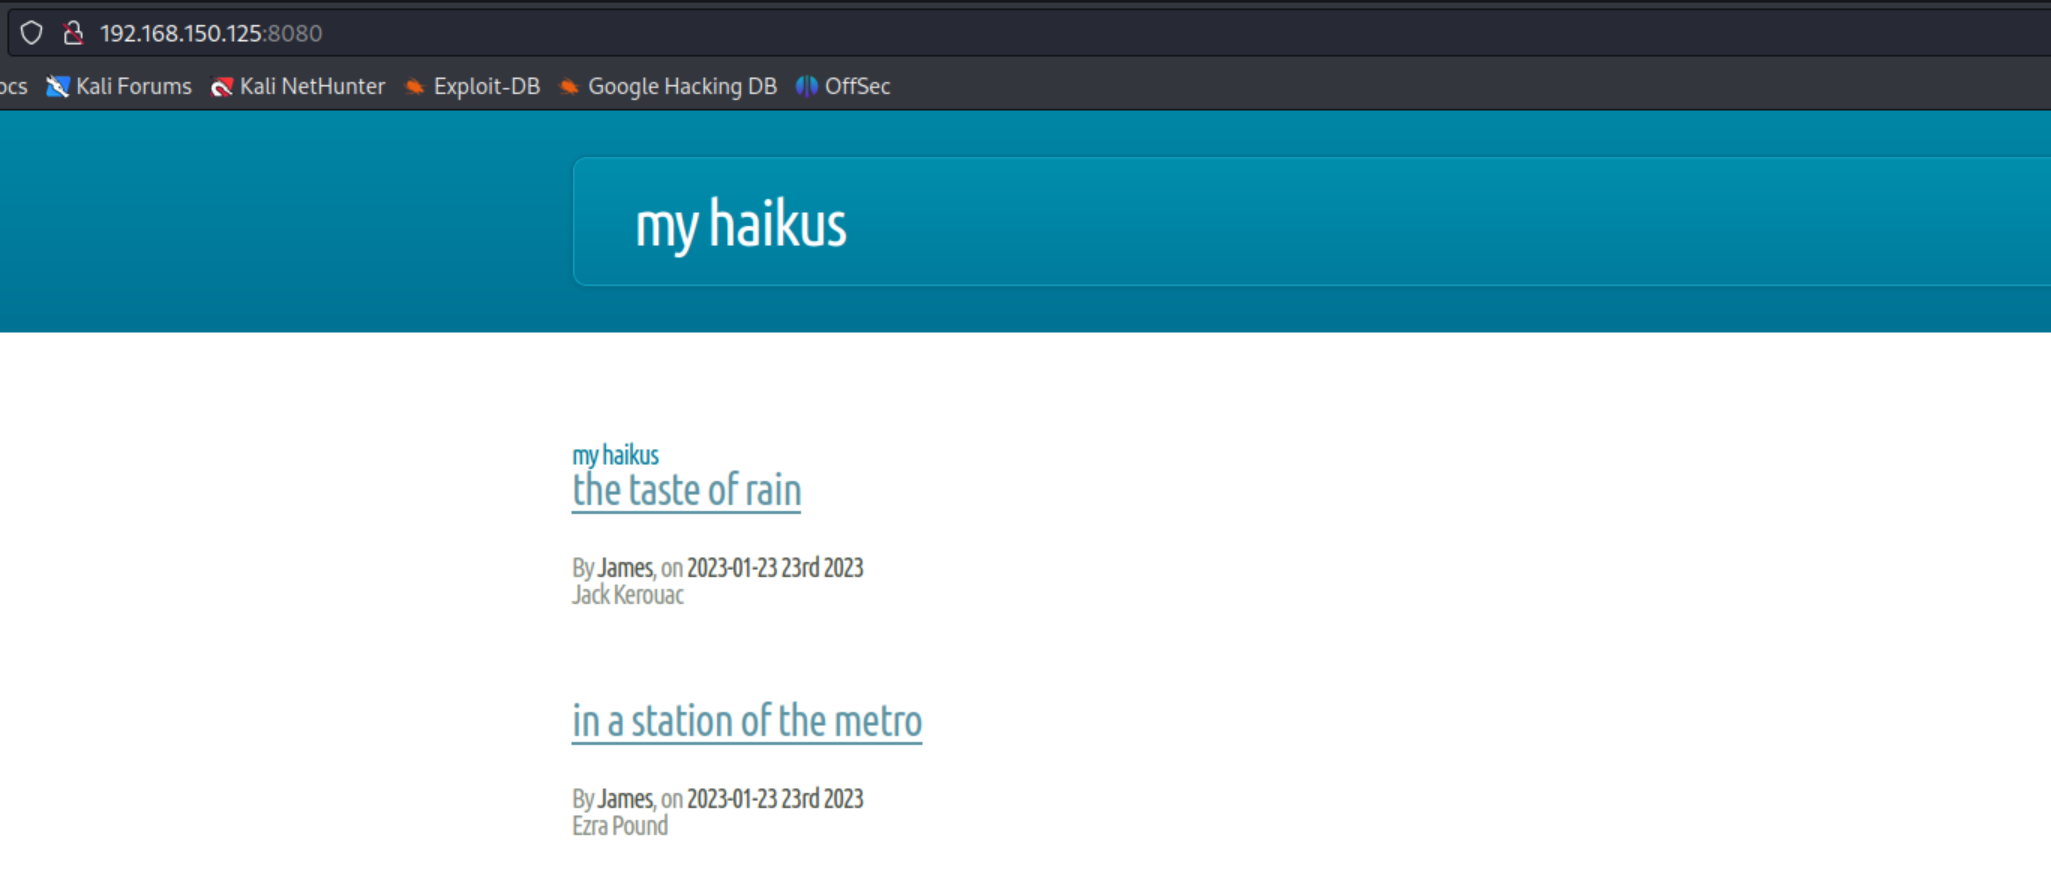 192.168.150.125:8080
ocs Kali Forums Kali NetHunter Exploit-DB Google Hacking DB OffSec
my haikus
my haikus
the taste of rain
By James, on 2023-01-23 23rd 2023
Jack Kerouac
in a station of the metro
By James, on 2023-01-23 23rd 2023
Ezra Pound